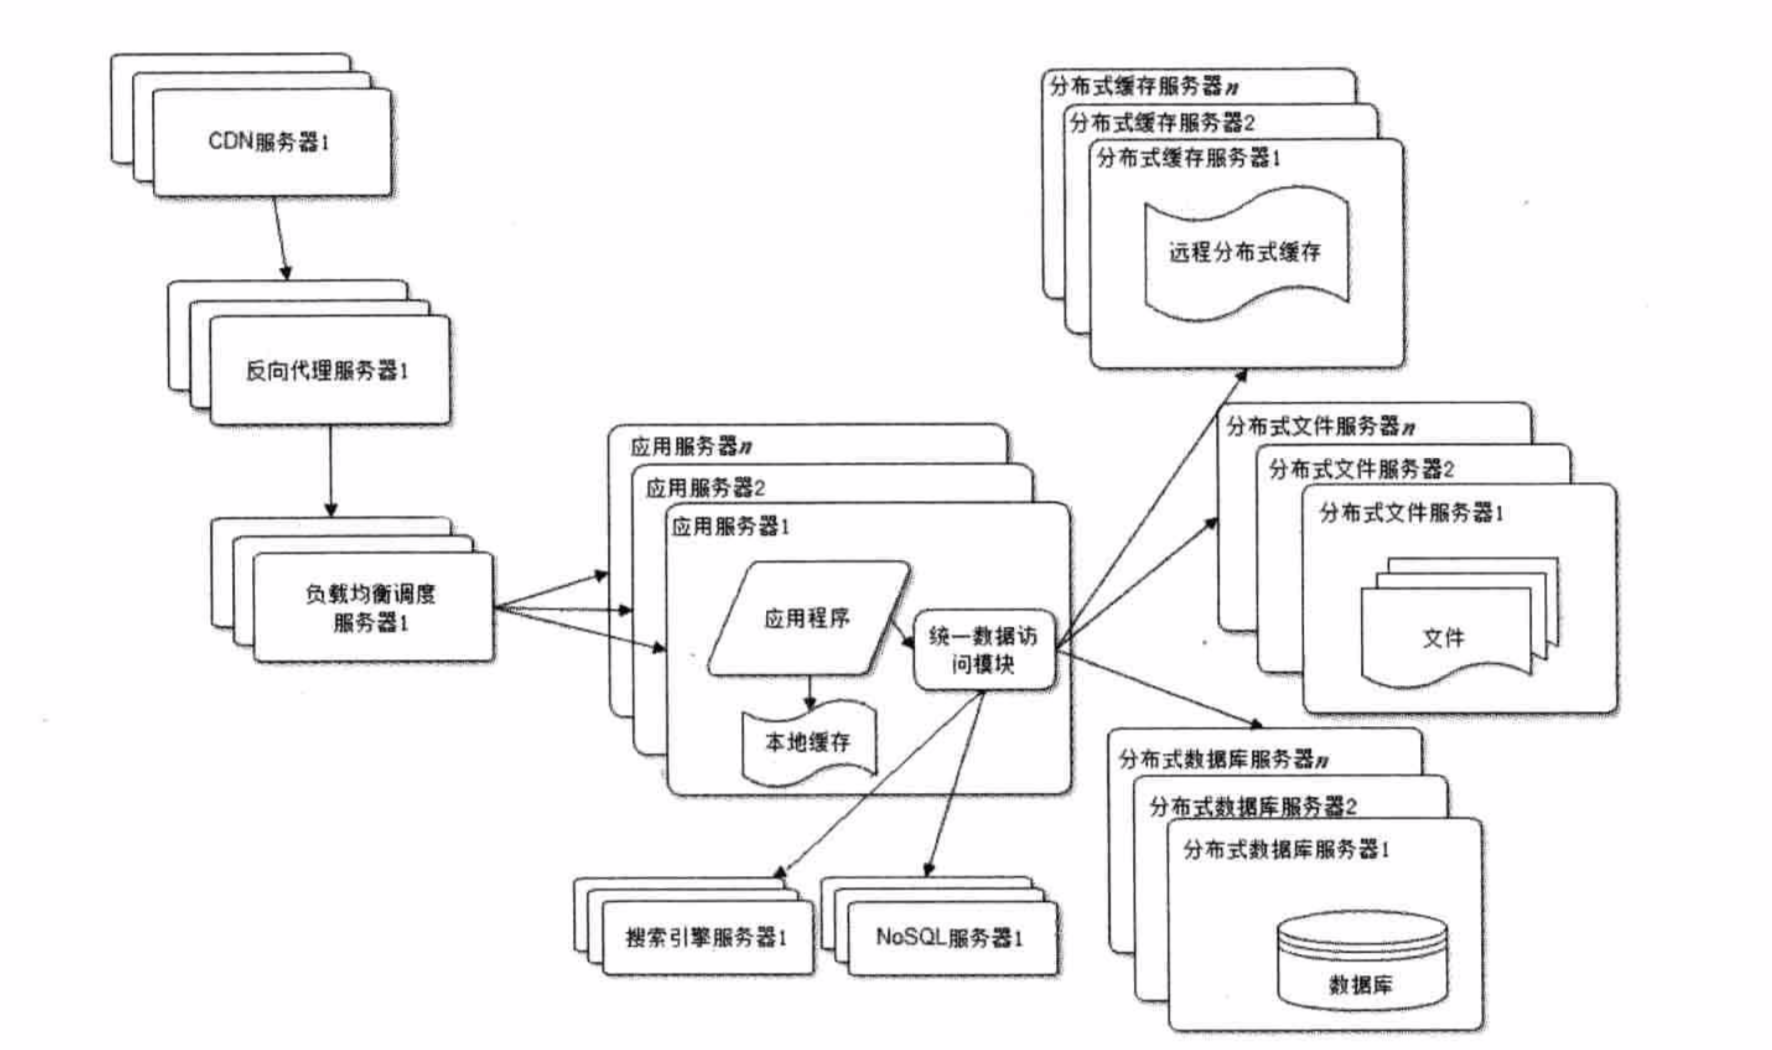 CDN服务器1
反向代理服务器1
负载均衡调度
服务器1
应用服务器n
应用服务器2
应用服务器1
应用程序
统一数据访
问模块
本地缓存
搜索引擎服务器1
NoSQL服务器1
分布式缓存服务器n
分布式缓存服务器2
分布式缓存服务器1
远程分布式缓存
分布式文件服务器n
分布式文件服务器2
分布式文件服务器1
文件
分布式数据库服务器n
分布式数据库服务器2
分布式数据库服务器1
数据库